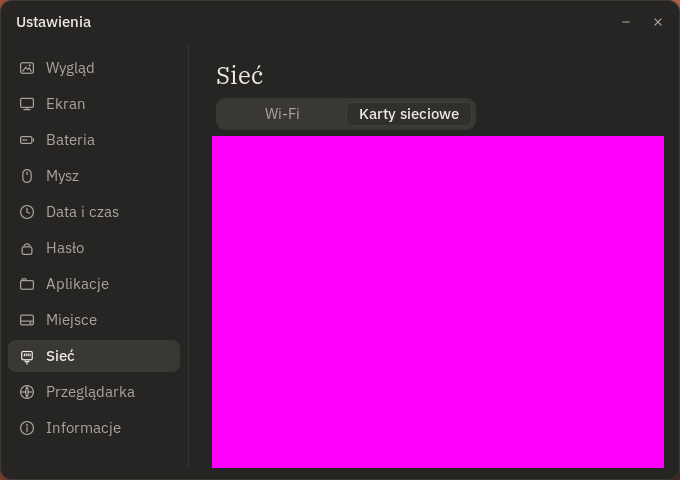 Ustawienia
Wygląd
Ekran
Bateria
Mysz
Data i czas
Hasło
Aplikacje
Miejsce
Sieć
Przeglądarka
Informacje
Sieć
Wi-Fi
Karty sieciowe